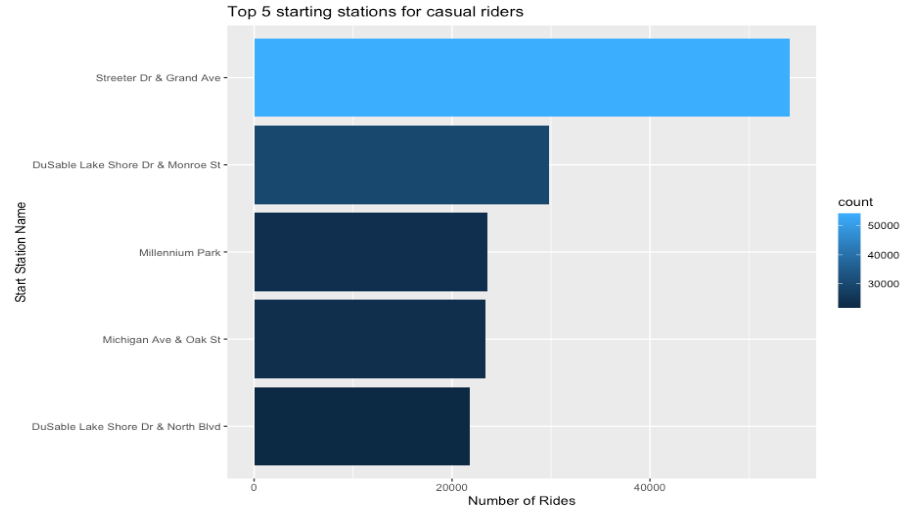 Top 5 starting stations for casual riders
Start Station Name
Streeter Dr & Grand Ave
DuSable Lake Shore Dr & Monroe St
Millennium Park
Michigan Ave & Oak St
DuSable Lake Shore Dr & North Blvd
0
20000
40000
Number of Rides
count
50000
40000
30000